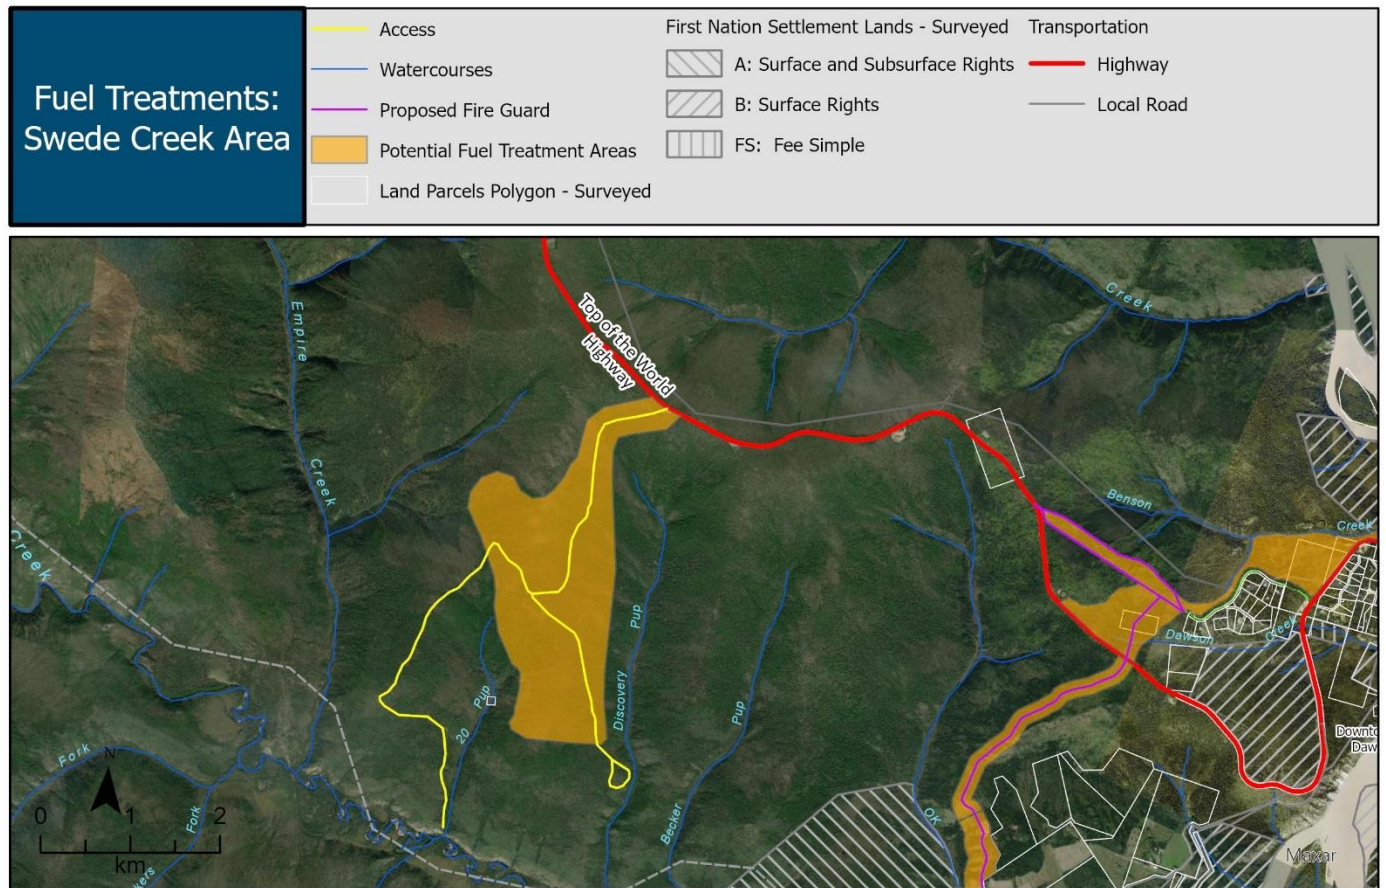 Fuel Treatments:
Swede Creek Area
Access
Watercourses
Proposed Fire Guard
Potential Fuel Treatment Areas
Land Parcels Polygon - Surveyed
First Nation Settlement Lands - Surveyed
A: Surface and Subsurface Rights
B: Surface Rights
FS: Fee Simple
Transportation
Highway
Local Road
Empire
Creek
Top of the World
Highway
Creek
Benson
Creek
Creek
Dawson
Creek
Discovery
Pup
20
Pup
Becker
Pup
OK
Fork
Fork
kers
Downto
Daw
Maxar
N
0
1
2
km